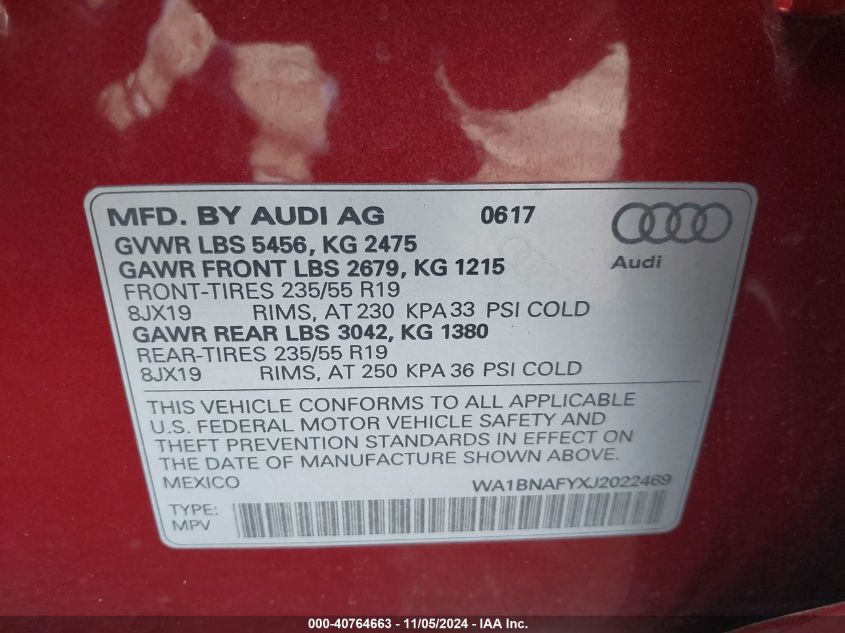 MFD. BY AUDI AG 0617
GVWR LBS 5456, KG 2475
GAWR FRONT LBS 2679, KG 1215
Audi
FRONT-TIRES 235/55 R19
8JX19 RIMS, AT 230 KPA 33 PSI COLD
GAWR REAR LBS 3042, KG 1380
REAR-TIRES 235/55 R19
8JX19 RIMS, AT 250 KPA 36 PSI COLD
THIS VEHICLE CONFORMS TO ALL APPLICABLE
U.S. FEDERAL MOTOR VEHICLE SAFETY AND
THEFT PREVENTION STANDARDS IN EFFECT ON
THE DATE OF MANUFACTURE SHOWN ABOVE.
MEXICO WA1BNAFYXJ2022469
TYPE:
MPV
000-40764663 - 11/05/2024 - IAA Inc.